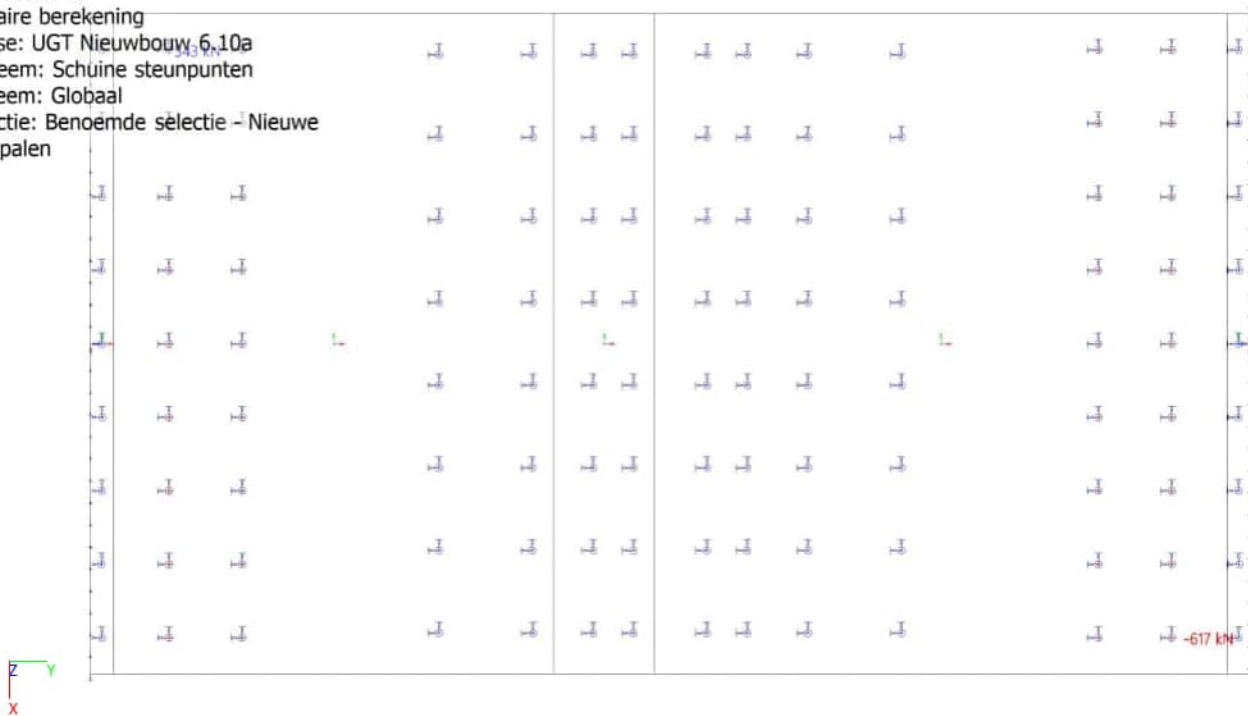 aire berekening
se: UGT Nieuwbouw 6.10a
343 kN
eem: Schuine steunpunten
eem: Globaal
ctie: Benoemde selectie - Nieuwe
palen
-617 kN
Z Y
X